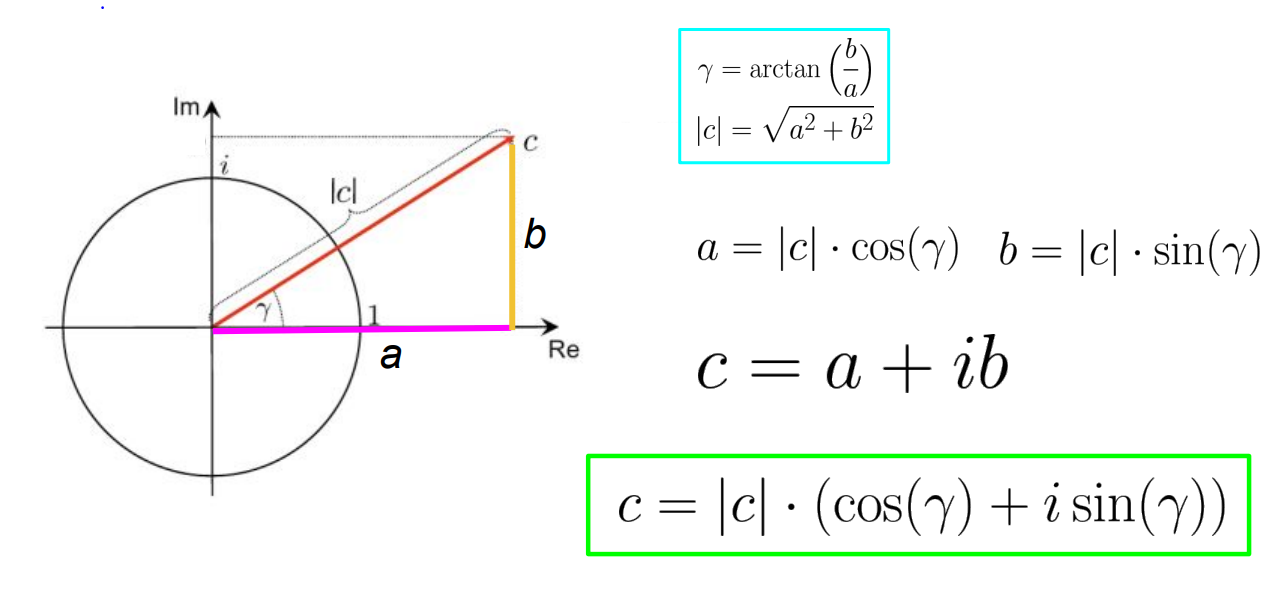 Im
i
c
|c|
b
γ
1
a
Re
γ = arctan (b/a)
|c| = √(a² + b²)
a = |c| · cos(γ) b = |c| · sin(γ)
c = a + ib
c = |c| · (cos(γ) + i sin(γ))